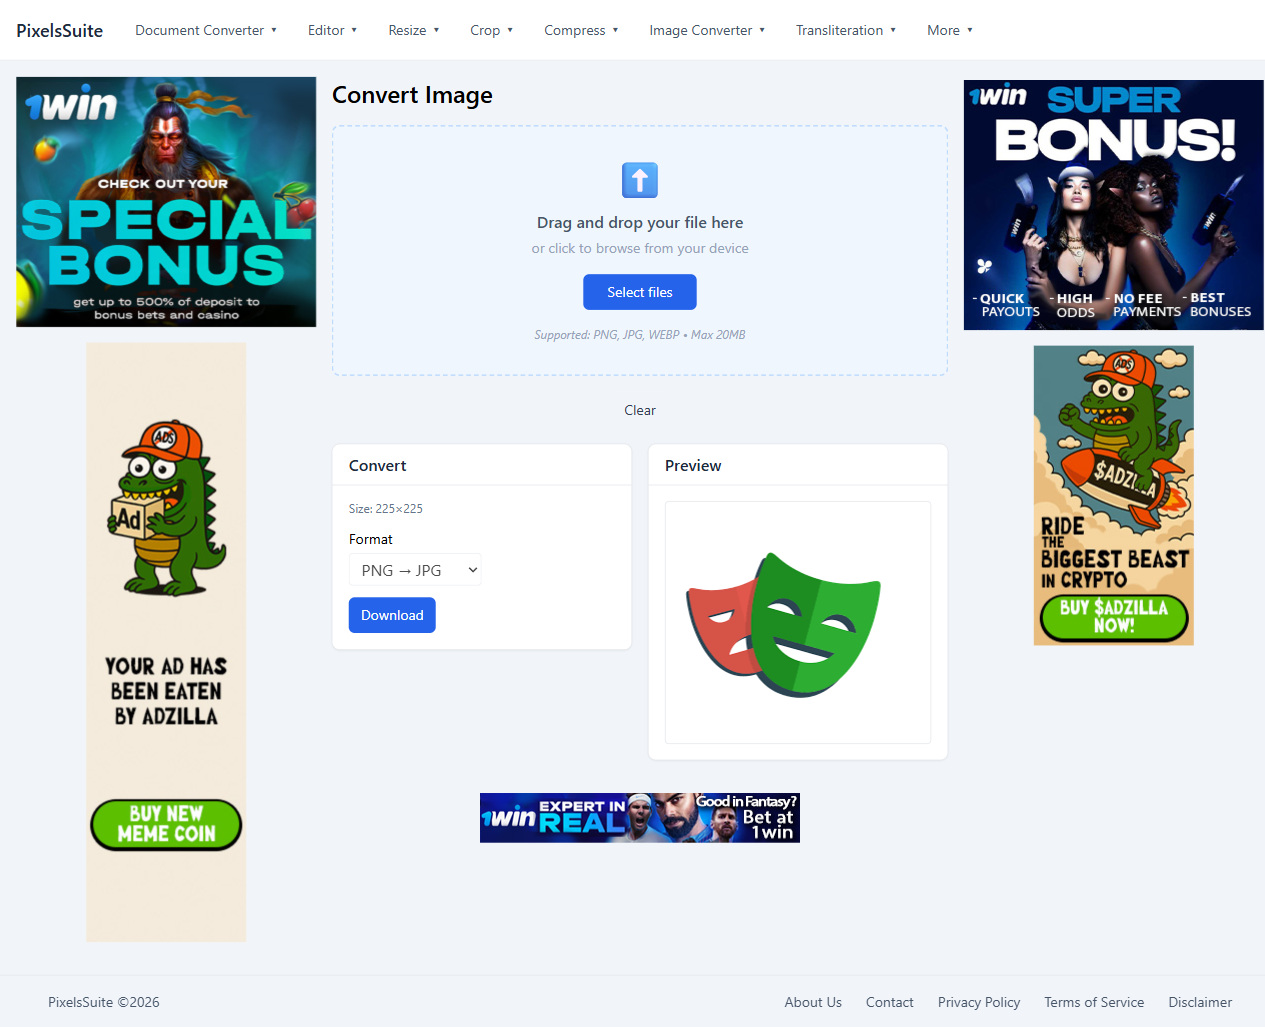 PixelsSuite
Document Converter ▾
Editor ▾
Resize ▾
Crop ▾
Compress ▾
Image Converter ▾
Transliteration ▾
More ▾
1win
CHECK OUT YOUR
SPECIAL
BONUS
get up to 500% of deposit to
bonus bets and casino
ADS
Ad
YOUR AD HAS
BEEN EATEN
BY ADZILLA
BUY NEW
MEME COIN
Convert Image
Drag and drop your file here
or click to browse from your device
Select files
Supported: PNG, JPG, WEBP • Max 20MB
Clear
Convert
Size: 225×225
Format
PNG → JPG
Download
Preview
1win
EXPERT IN
REAL
Good in Fantasy?
Bet at
1win
1win SUPER
BONUS!
1win
1win
- QUICK
PAYOUTS
- HIGH
ODDS
- NO FEE
PAYMENTS
- BEST
BONUSES
ADS
$ADZILLA
RIDE
THE
BIGGEST BEAST
IN CRYPTO
BUY $ADZILLA
NOW!
PixelsSuite ©2026
About Us
Contact
Privacy Policy
Terms of Service
Disclaimer